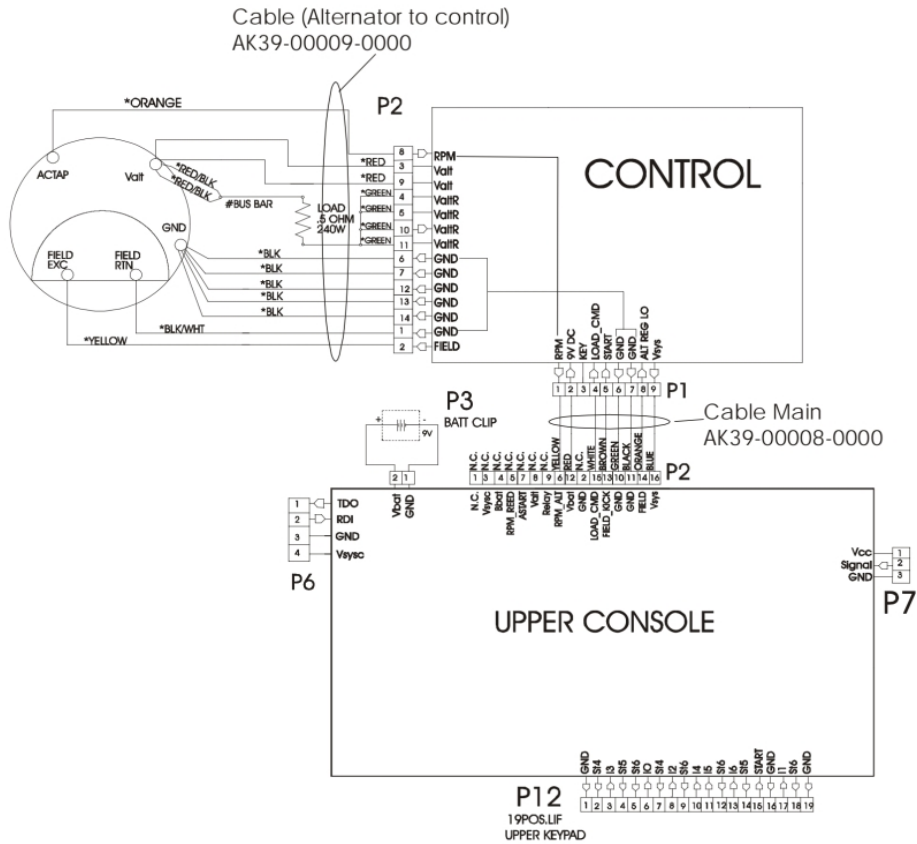 Cable (Alternator to control)
AK39-00009-0000
P2
*ORANGE
ACTAP
Valt
*RED/BLK
*RED/BLK
#BUS BAR
GND
FIELD
EXC
FIELD
RTN
LOAD
.5 OHM
240W
*RED
*RED
*GREEN
*GREEN
*GREEN
*GREEN
*BLK
*BLK
*BLK
*BLK
*BLK
*BLK/WHT
*YELLOW
8 RPM
3 Valt
9 Valt
4 ValtR
5 ValtR
10 ValtR
11 ValtR
6 GND
7 GND
12 GND
13 GND
14 GND
1 GND
2 FIELD
CONTROL
RPM 9V DC KEY LOAD_CMD START GND GND ALT REG LO Vsys
1 2 3 4 5 6 7 8 9
P1
Cable Main
AK39-00008-0000
P3
BATT CLIP
+ -
9V
2 1
Vbat GND
N.C. N.C. N.C. N.C. N.C. N.C. N.C. YELLOW RED N.C. WHITE BROWN GREEN BLACK ORANGE BLUE
1 3 4 5 7 8 9 6 12 2 15 13 10 11 14 16
P2
N.C. Vsysc Bbat RPM_REED ASTART Valt Relay RPM_ALT Vbat GND LOAD_CMD FIELD_KICK GND GND FIELD Vsys
1 TDO
2 RDI
3 GND
4 Vsysc
P6
Vcc 1
Signal 2
GND 3
P7
UPPER CONSOLE
GND St4 I3 St5 St6 IO St4 I2 St6 I4 I5 St6 I6 St5 START GND I1 St6 GND
1 2 3 4 5 6 7 8 9 10 11 12 13 14 15 16 17 18 19
P12
19POS.LIF
UPPER KEYPAD